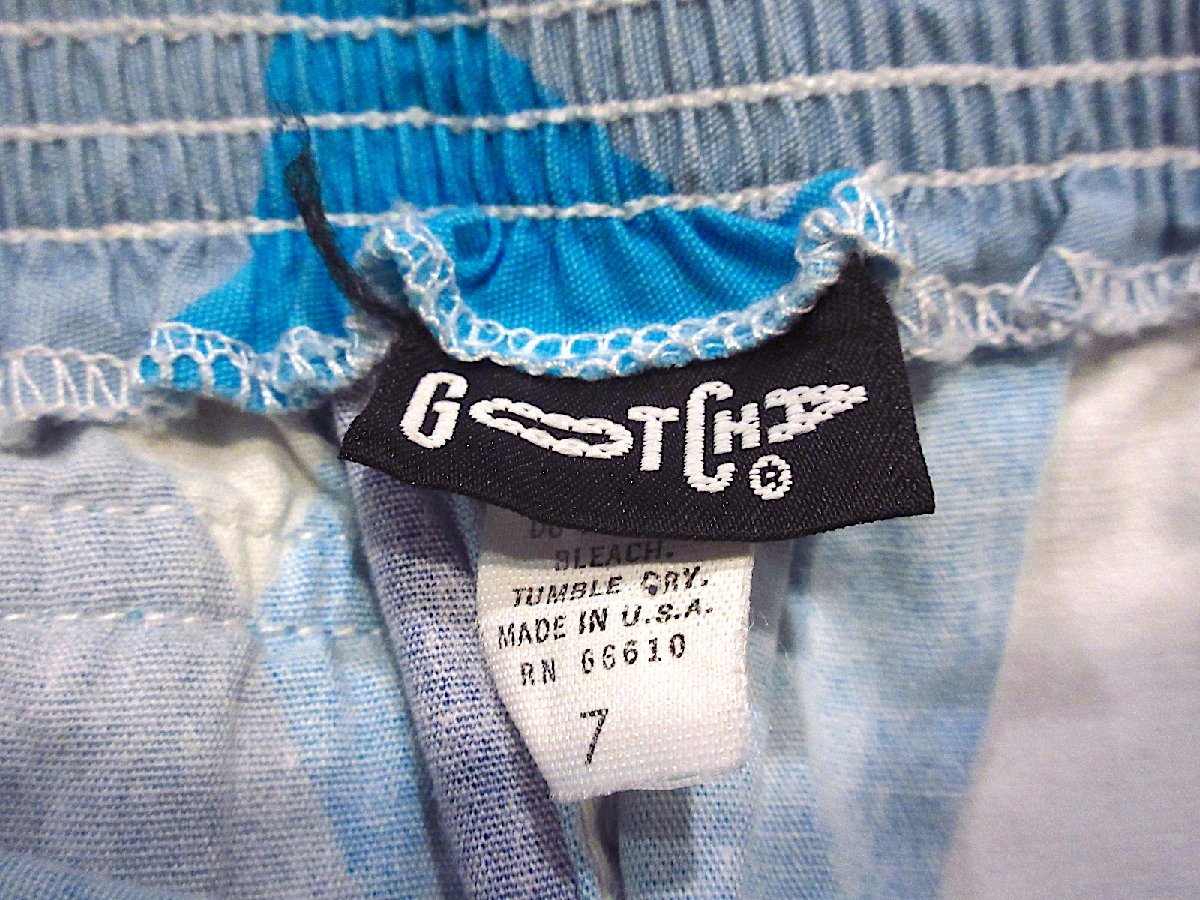 GOTCHA
®
BLEACH.
TUMBLE DRY.
MADE IN U.S.A.
RN 66610
7